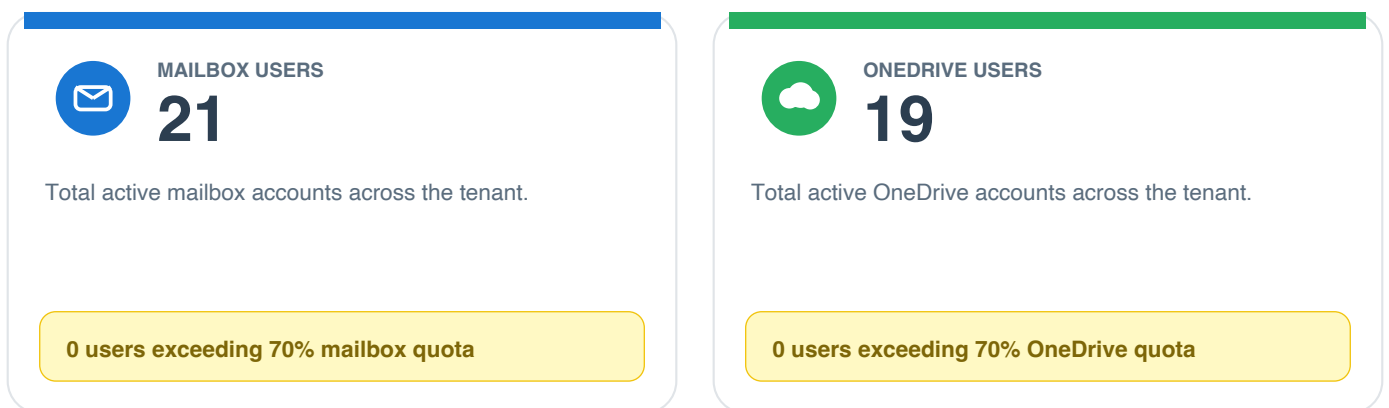 MAILBOX USERS
21
Total active mailbox accounts across the tenant.
0 users exceeding 70% mailbox quota
ONEDRIVE USERS
19
Total active OneDrive accounts across the tenant.
0 users exceeding 70% OneDrive quota